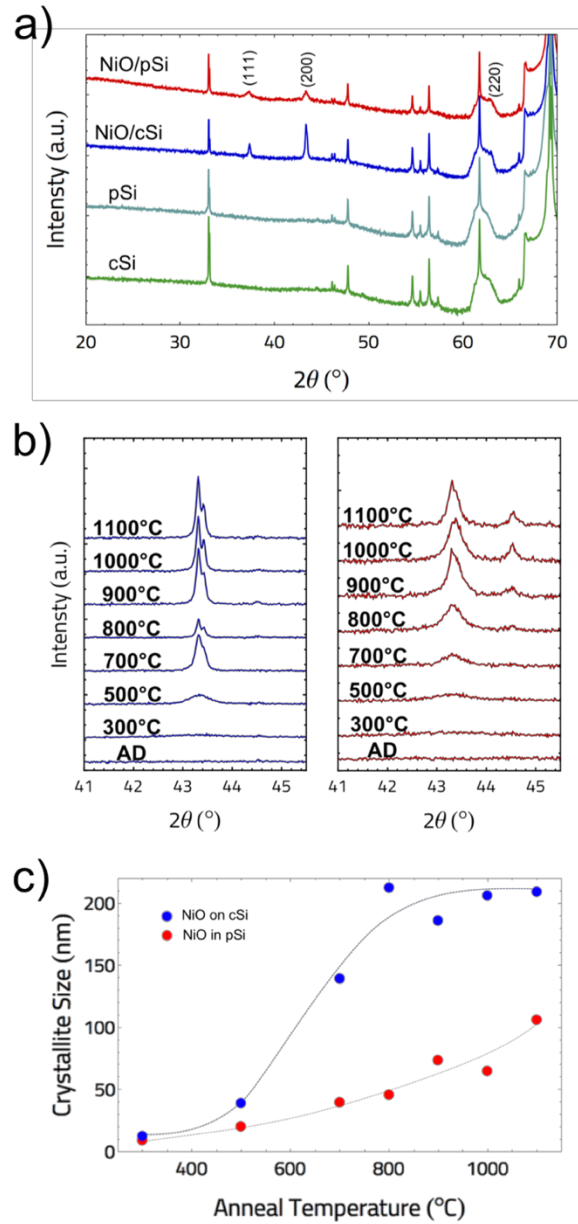 a)
NiO/pSi
(111)
(200)
(220)
NiO/cSi
pSi
cSi
Intensty (a.u.)
20 30 40 50 60 70
2θ (°)
b)
1100°C
1000°C
900°C
800°C
700°C
500°C
300°C
AD
Intensty (a.u.)
41 42 43 44 45
2θ (°)
1100°C
1000°C
900°C
800°C
700°C
500°C
300°C
AD
41 42 43 44 45
2θ (°)
c)
200
150
100
50
0
NiO on cSi
NiO in pSi
Crystallite Size (nm)
400 600 800 1000
Anneal Temperature (°C)